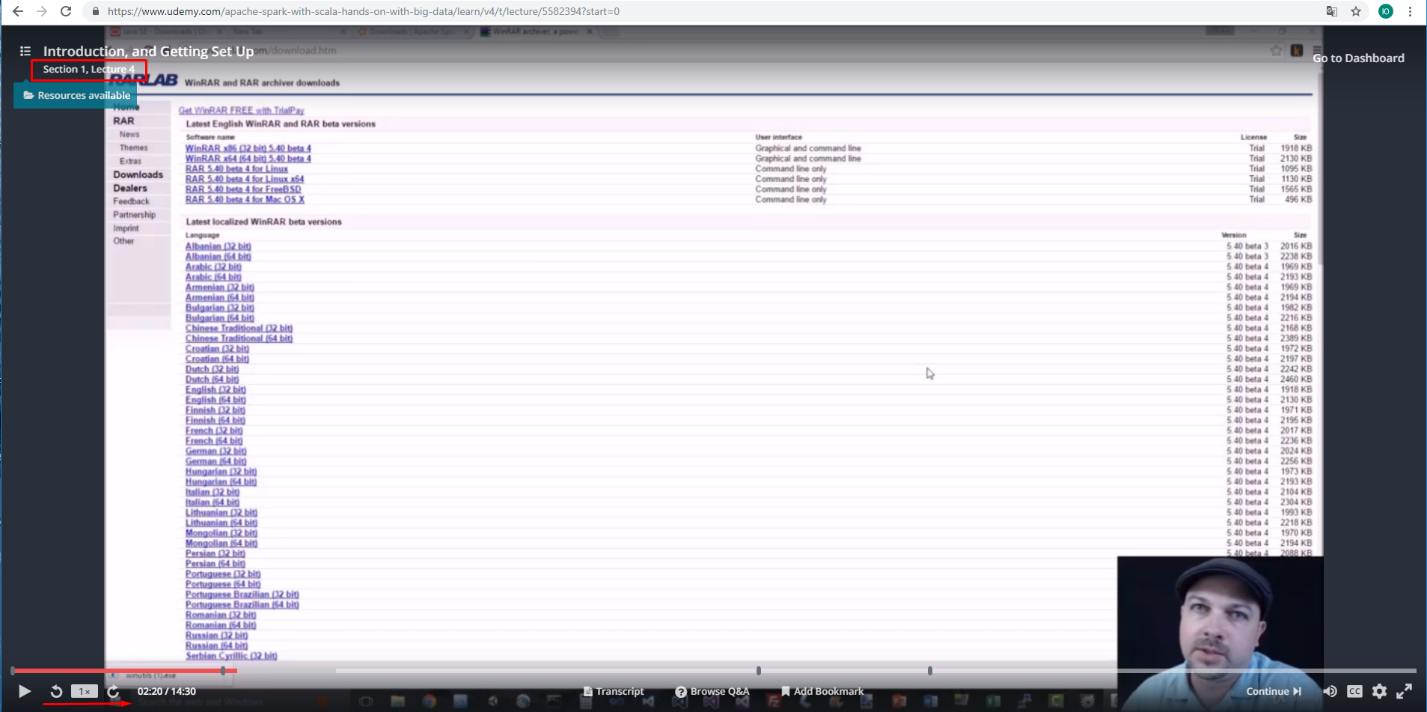 https://www.udemy.com/apache-spark-with-scala-hands-on-with-big-data/learn/v4/t/lecture/5582394?start=0
Introduction, and Getting Set Up
Section 1, Lecture 4
Go to Dashboard
Resources available
WinRAR and RAR archiver downloads
Home
RAR
News
Themes
Extras
Downloads
Dealers
Feedback
Partnership
Imprint
Other
Get WinRAR FREE with TrialPay
Latest English WinRAR and RAR beta versions
Software name User interface License Size
WinRAR x86 (32 bit) 5.40 beta 4 Graphical and command line Trial 1918 KB
WinRAR x64 (64 bit) 5.40 beta 4 Graphical and command line Trial 2130 KB
RAR 5.40 beta 4 for Linux Command line only Trial 1095 KB
RAR 5.40 beta 4 for Linux x64 Command line only Trial 1130 KB
RAR 5.40 beta 4 for FreeBSD Command line only Trial 1565 KB
RAR 5.40 beta 4 for Mac OS X Command line only Trial 496 KB
Latest localized WinRAR beta versions
Language Version Size
Albanian (32 bit) 5.40 beta 3 2016 KB
Albanian (64 bit) 5.40 beta 3 2238 KB
Arabic (32 bit) 5.40 beta 4 1969 KB
Arabic (64 bit) 5.40 beta 4 2193 KB
Armenian (32 bit) 5.40 beta 4 1969 KB
Armenian (64 bit) 5.40 beta 4 2194 KB
Bulgarian (32 bit) 5.40 beta 4 1982 KB
Bulgarian (64 bit) 5.40 beta 4 2216 KB
Chinese Traditional (32 bit) 5.40 beta 4 2168 KB
Chinese Traditional (64 bit) 5.40 beta 4 2389 KB
Croatian (32 bit) 5.40 beta 4 1972 KB
Croatian (64 bit) 5.40 beta 4 2197 KB
Dutch (32 bit) 5.40 beta 4 2242 KB
Dutch (64 bit) 5.40 beta 4 2460 KB
English (32 bit) 5.40 beta 4 1918 KB
English (64 bit) 5.40 beta 4 2130 KB
Finnish (32 bit) 5.40 beta 4 1971 KB
Finnish (64 bit) 5.40 beta 4 2195 KB
French (32 bit) 5.40 beta 4 2017 KB
French (64 bit) 5.40 beta 4 2236 KB
German (32 bit) 5.40 beta 4 2024 KB
German (64 bit) 5.40 beta 4 2256 KB
Hungarian (32 bit) 5.40 beta 4 1973 KB
Hungarian (64 bit) 5.40 beta 4 2193 KB
Italian (32 bit) 5.40 beta 4 2104 KB
Italian (64 bit) 5.40 beta 4 2304 KB
Lithuanian (32 bit) 5.40 beta 4 1993 KB
Lithuanian (64 bit) 5.40 beta 4 2218 KB
Mongolian (32 bit) 5.40 beta 4 1970 KB
Mongolian (64 bit) 5.40 beta 4 2194 KB
Persian (32 bit) 5.40 beta 4 2088 KB
Persian (64 bit)
Portuguese (32 bit)
Portuguese (64 bit)
Portuguese Brazilian (32 bit)
Portuguese Brazilian (64 bit)
Romanian (32 bit)
Romanian (64 bit)
Russian (32 bit)
Russian (64 bit)
Serbian Cyrillic (32 bit)
1× 02:20 / 14:30 Transcript Browse Q&A Add Bookmark Continue CC